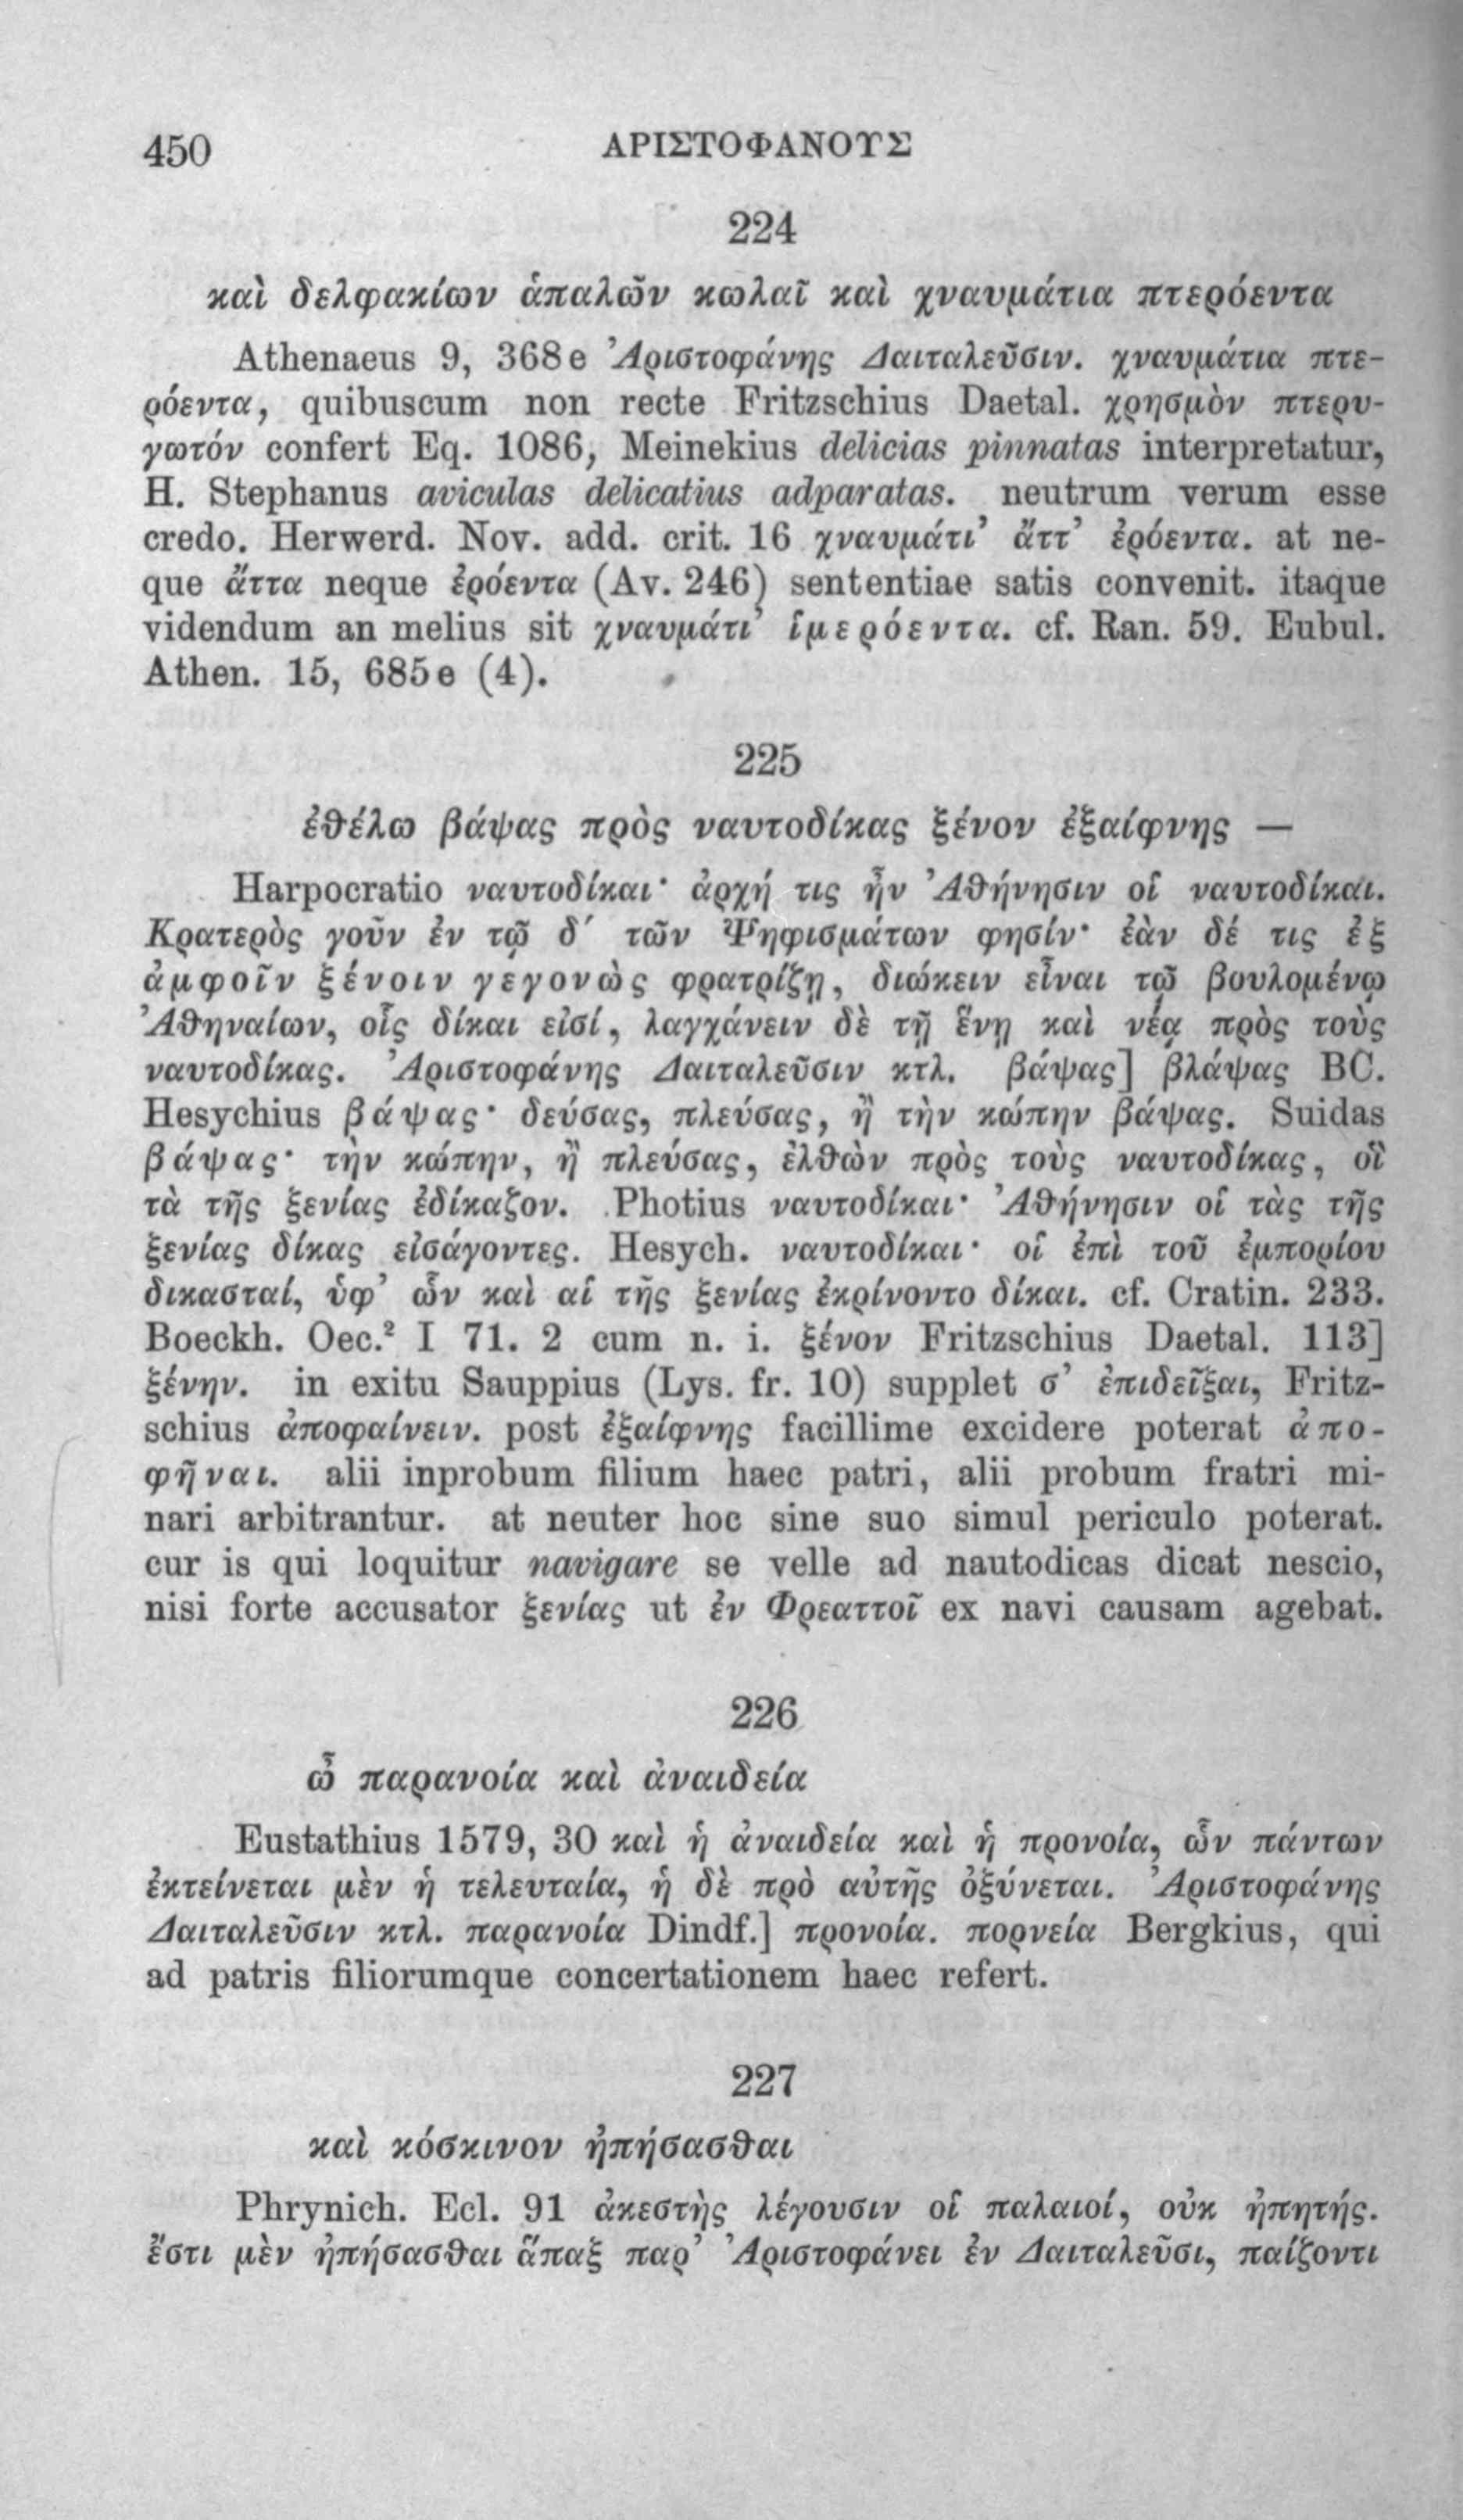 450
ΑΡΙΣΤΟΦΑΝΟΥΣ
224
καὶ δελφακίων ἁπαλῶν κωλαῖ καὶ χναυμάτια πτερόεντα
Athenaeus 9, 368e Ἀριστοφάνης Δαιταλεῦσιν. χναυμάτια πτε-
ρόεντα, quibuscum non recte Fritzschius Daetal. χρησμὸν πτερυ-
γωτόν confert Eq. 1086, Meinekius delicias pinnatas interpretatur,
H. Stephanus aviculas delicatius adparatas. neutrum verum esse
credo. Herwerd. Nov. add. crit. 16 χναυμάτι’ ἄττ’ ἐρόεντα. at ne-
que ἄττα neque ἐρόεντα (Av. 246) sententiae satis convenit. itaque
videndum an melius sit χναυμάτι’ ἱμερόεντα. cf. Ran. 59. Eubul.
Athen. 15, 685e (4).
225
ἐθέλω βάψας πρὸς ναυτοδίκας ξένον ἐξαίφνης —
Harpocratio ναυτοδίκαι· ἀρχή τις ἦν Ἀθήνησιν οἱ ναυτοδίκαι.
Κρατερὸς γοῦν ἐν τῷ δ′ τῶν Ψηφισμάτων φησίν· ἐὰν δέ τις ἐξ
ἀμφοῖν ξένοιν γεγονὼς φρατρίζῃ, διώκειν εἶναι τῷ βουλομένῳ
Ἀθηναίων, οἷς δίκαι εἰσί, λαγχάνειν δὲ τῇ ἕνῃ καὶ νέᾳ πρὸς τοὺς
ναυτοδίκας. Ἀριστοφάνης Δαιταλεῦσιν κτλ. βάψας] βλάψας BC.
Hesychius βάψας· δεύσας, πλεύσας, ἢ τὴν κώπην βάψας. Suidas
βάψας· τὴν κώπην, ἢ πλεύσας, ἐλθὼν πρὸς τοὺς ναυτοδίκας, οἳ
τὰ τῆς ξενίας ἐδίκαζον. Photius ναυτοδίκαι· Ἀθήνησιν οἱ τὰς τῆς
ξενίας δίκας εἰσάγοντες. Hesych. ναυτοδίκαι· οἱ ἐπὶ τοῦ ἐμπορίου
δικασταί, ὑφ’ ὧν καὶ αἱ τῆς ξενίας ἐκρίνοντο δίκαι. cf. Cratin. 233.
Boeckh. Oec.² I 71. 2 cum n. i. ξένον Fritzschius Daetal. 113]
ξένην. in exitu Sauppius (Lys. fr. 10) supplet σ’ ἐπιδεῖξαι, Fritz-
schius ἀποφαίνειν. post ἐξαίφνης facillime excidere poterat ἀπο-
φῆναι. alii inprobum filium haec patri, alii probum fratri mi-
nari arbitrantur. at neuter hoc sine suo simul periculo poterat.
cur is qui loquitur navigare se velle ad nautodicas dicat nescio,
nisi forte accusator ξενίας ut ἐν Φρεαττοῖ ex navi causam agebat.
226
ὦ παρανοία καὶ ἀναιδεία
Eustathius 1579, 30 καὶ ἡ ἀναιδεία καὶ ἡ προνοία, ὧν πάντων
ἐκτείνεται μὲν ἡ τελευταία, ἡ δὲ πρὸ αὐτῆς ὀξύνεται. Ἀριστοφάνης
Δαιταλεῦσιν κτλ. παρανοία Dindf.] προνοία. πορνεία Bergkius, qui
ad patris filiorumque concertationem haec refert.
227
καὶ κόσκινον ἠπήσασθαι
Phrynich. Ecl. 91 ἀκεστὴς λέγουσιν οἱ παλαιοί, οὐκ ἠπητής.
ἔστι μὲν ἠπήσασθαι ἅπαξ παρ’ Ἀριστοφάνει ἐν Δαιταλεῦσι, παίζοντι